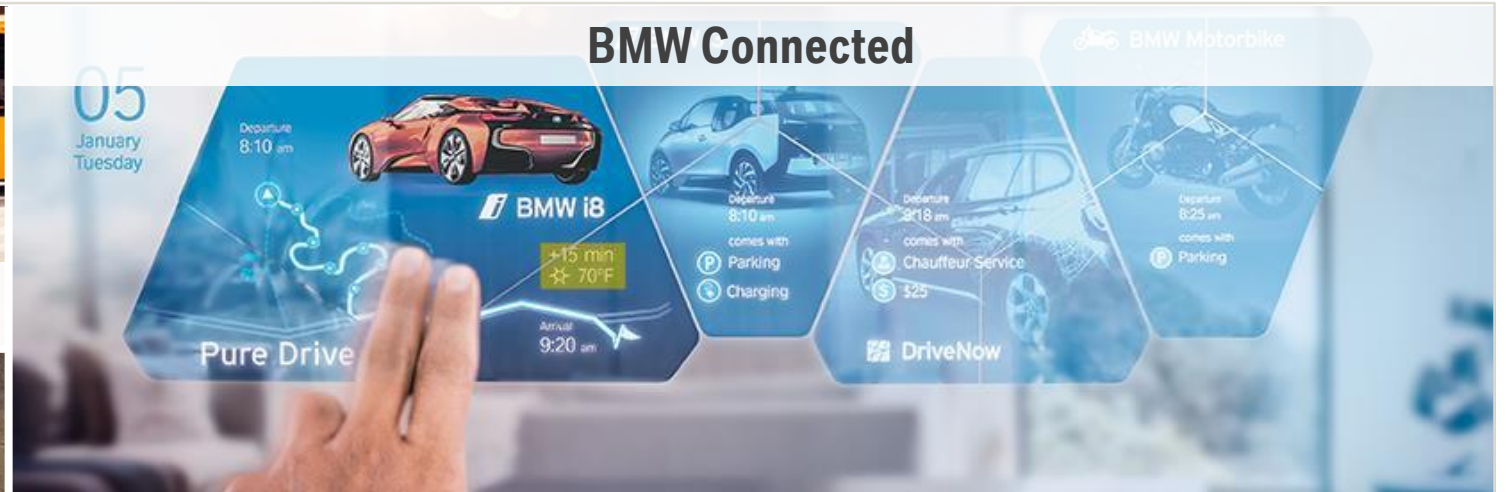 BMW Connected
05
January
Tuesday
Departure
8:10 am
BMW i8
+15 min
70°F
Arrival
9:20 am
Pure Drive
Departure
8:10 am
comes with
P Parking
Charging
Departure
8:18 am
comes with
Chauffeur Service
$ $25
DriveNow
BMW Motorbike
Departure
8:25 am
comes with
P Parking